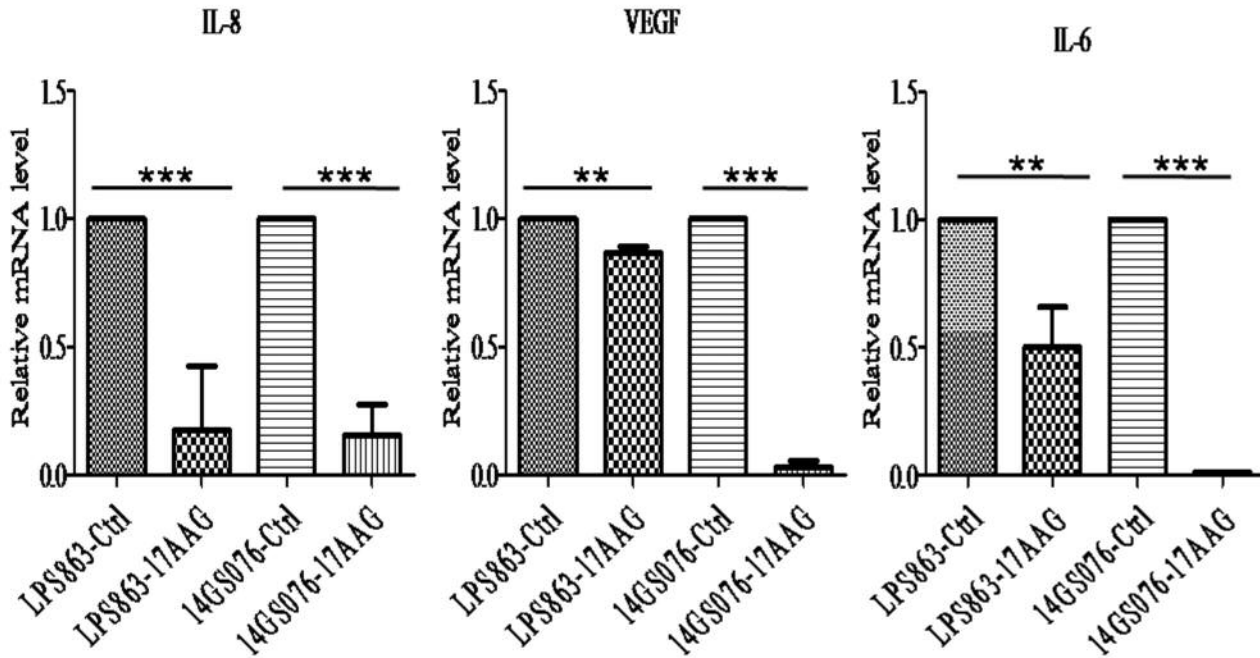 IL-8
Relative mRNA level
1.5
1.0
0.5
0.0
***
***
LPS863-Ctrl
LPS863-17AAG
14GS076-Ctrl
14GS076-17AAG
VEGF
Relative mRNA level
1.5
1.0
0.5
0.0
**
***
LPS863-Ctrl
LPS863-17AAG
14GS076-Ctrl
14GS076-17AAG
IL-6
Relative mRNA level
1.5
1.0
0.5
0.0
**
***
LPS863-Ctrl
LPS863-17AAG
14GS076-Ctrl
14GS076-17AAG